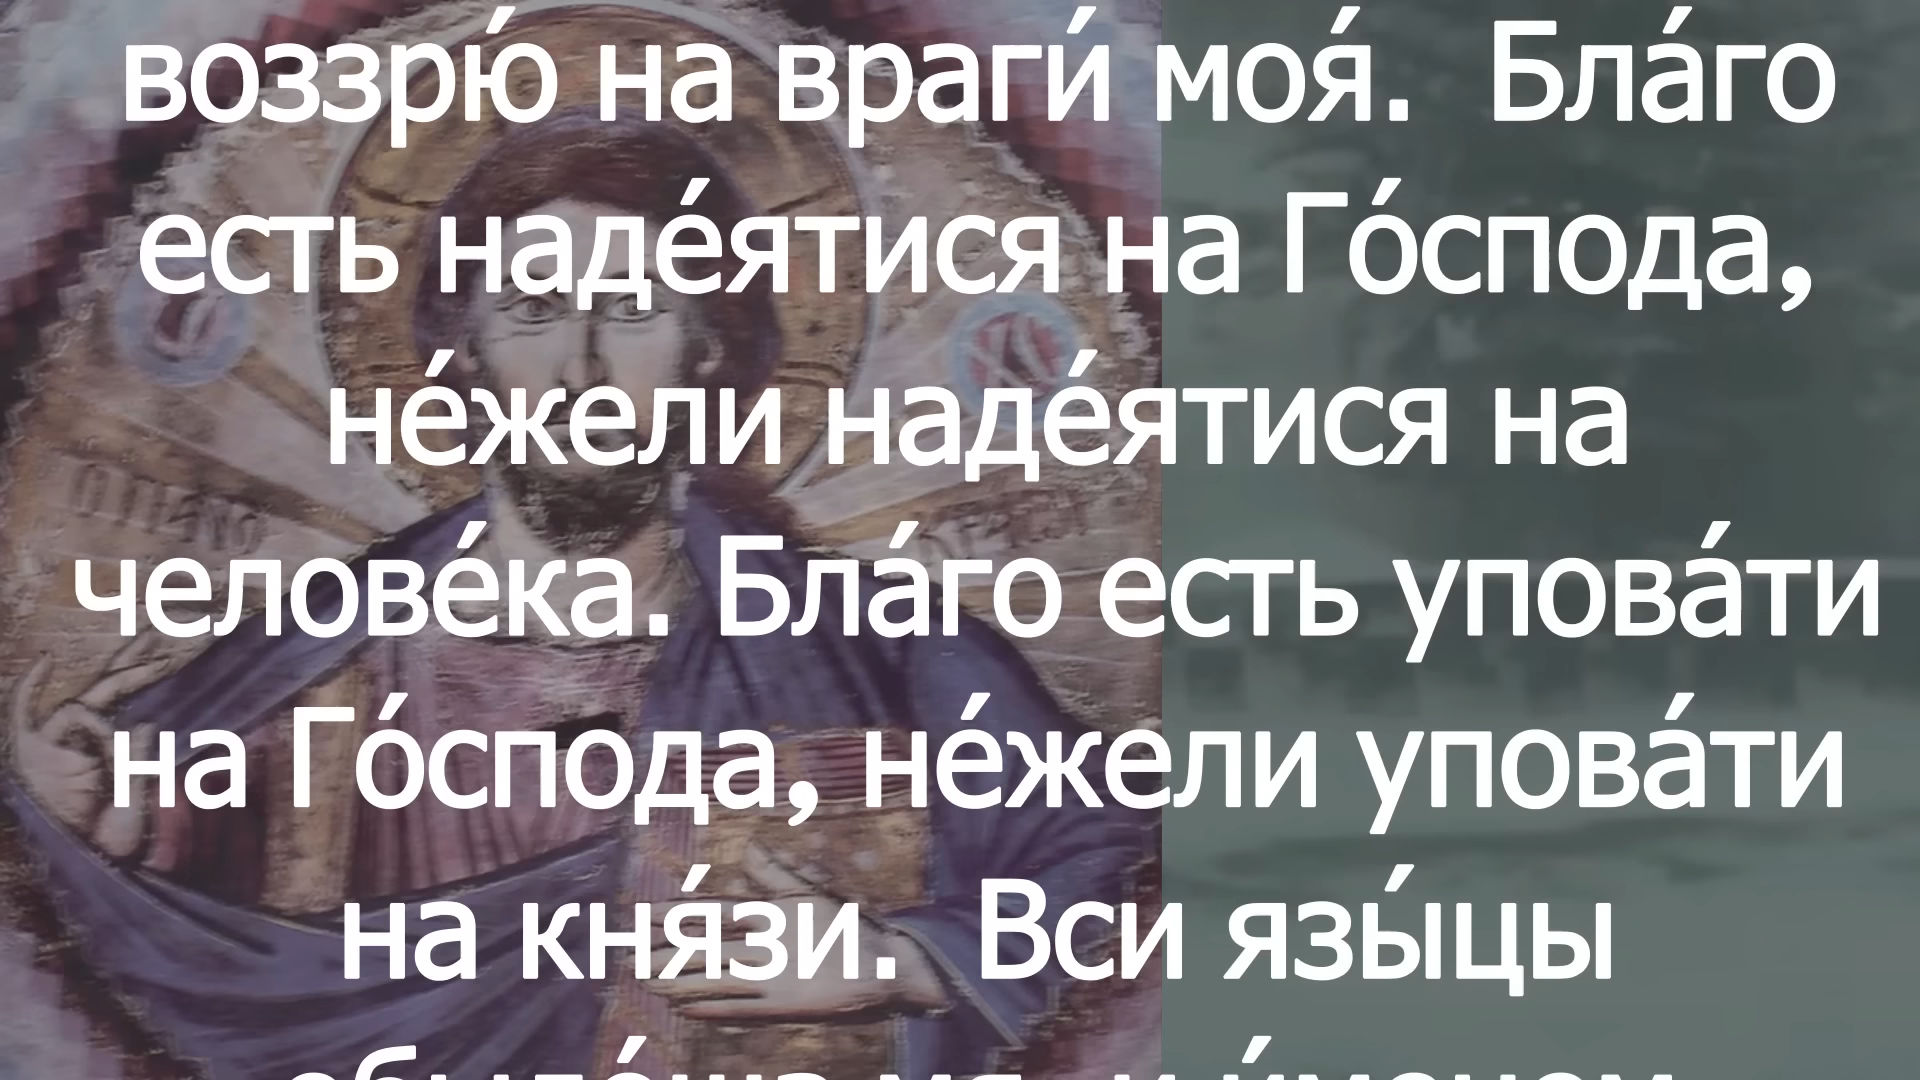 воззрю́ на враги́ моя́. Бла́го
есть наде́ятися на Го́спода,
не́жели наде́ятися на
челове́ка. Бла́го есть упова́ти
на Го́спода, не́жели упова́ти
на кня́зи. Вси язы́цы